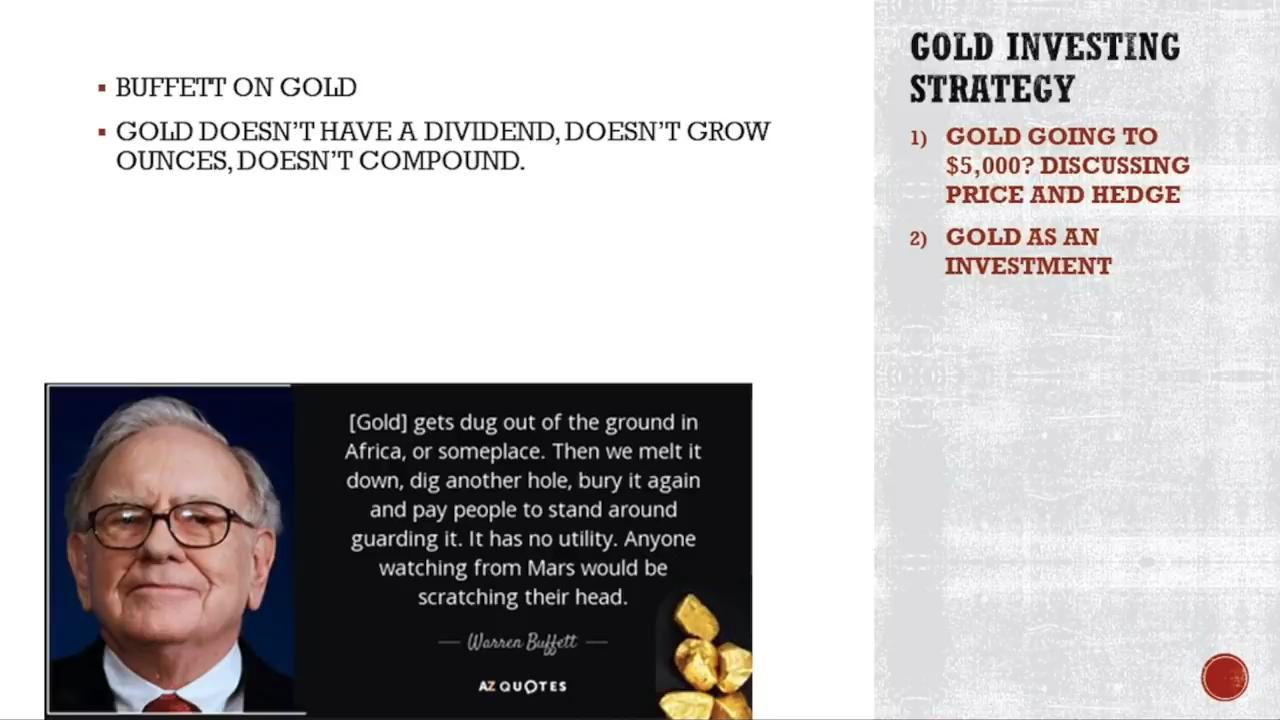 BUFFETT ON GOLD
GOLD DOESN'T HAVE A DIVIDEND, DOESN'T GROW
OUNCES, DOESN'T COMPOUND.
[Gold] gets dug out of the ground in
Africa, or someplace. Then we melt it
down, dig another hole, bury it again
and pay people to stand around
guarding it. It has no utility. Anyone
watching from Mars would be
scratching their head.
Warren Buffett
AZ QUOTES
GOLD INVESTING
STRATEGY
1) GOLD GOING TO
$5,000? DISCUSSING
PRICE AND HEDGE
2) GOLD AS AN
INVESTMENT